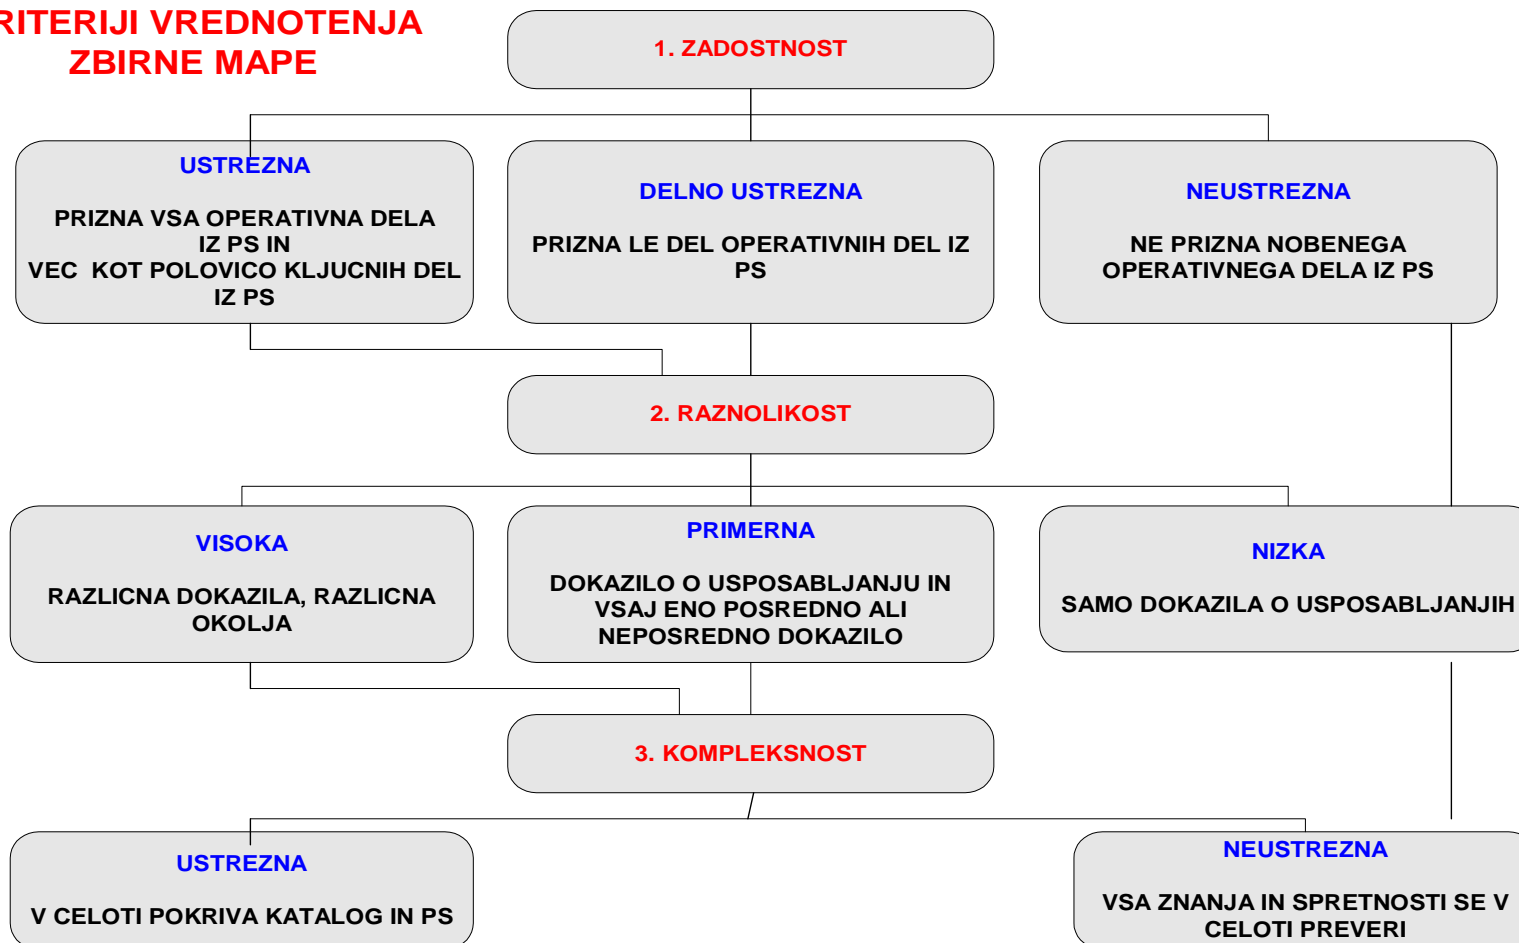 RITERIJI VREDNOTENJA
ZBIRNE MAPE
1. ZADOSTNOST
USTREZNA
PRIZNA VSA OPERATIVNA DELA
IZ PS IN
VEC KOT POLOVICO KLJUCNIH DEL
IZ PS
DELNO USTREZNA
PRIZNA LE DEL OPERATIVNIH DEL IZ
PS
NEUSTREZNA
NE PRIZNA NOBENEGA
OPERATIVNEGA DELA IZ PS
2. RAZNOLIKOST
VISOKA
RAZLICNA DOKAZILA, RAZLICNA
OKOLJA
PRIMERNA
DOKAZILO O USPOSABLJANJU IN
VSAJ ENO POSREDNO ALI
NEPOSREDNO DOKAZILO
NIZKA
SAMO DOKAZILA O USPOSABLJANJIH
3. KOMPLEKSNOST
USTREZNA
V CELOTI POKRIVA KATALOG IN PS
NEUSTREZNA
VSA ZNANJA IN SPRETNOSTI SE V
CELOTI PREVERI